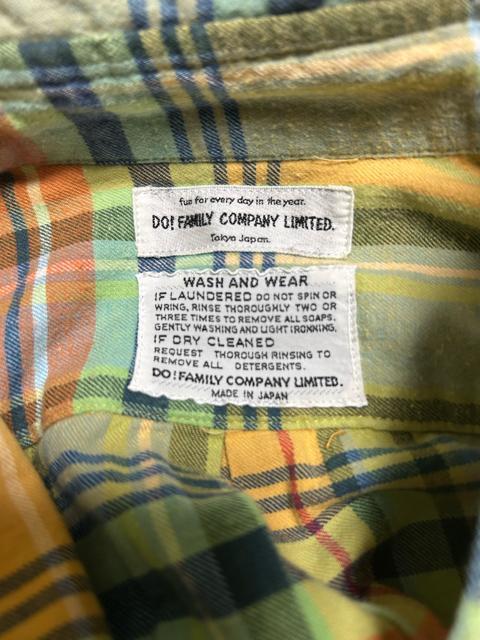 fun for every day in the year.
DO! FAMILY COMPANY LIMITED.
Tokyo Japan.
WASH AND WEAR
IF LAUNDERED DO NOT SPIN OR
WRING, RINSE THOROUGHLY TWO OR
THREE TIMES TO REMOVE ALL SOAPS.
GENTLY WASHING AND LIGHT IRONNING.
IF DRY CLEANED
REQUEST THOROUGH RINSING TO
REMOVE ALL DETERGENTS.
DO! FAMILY COMPANY LIMITED.
MADE IN JAPAN